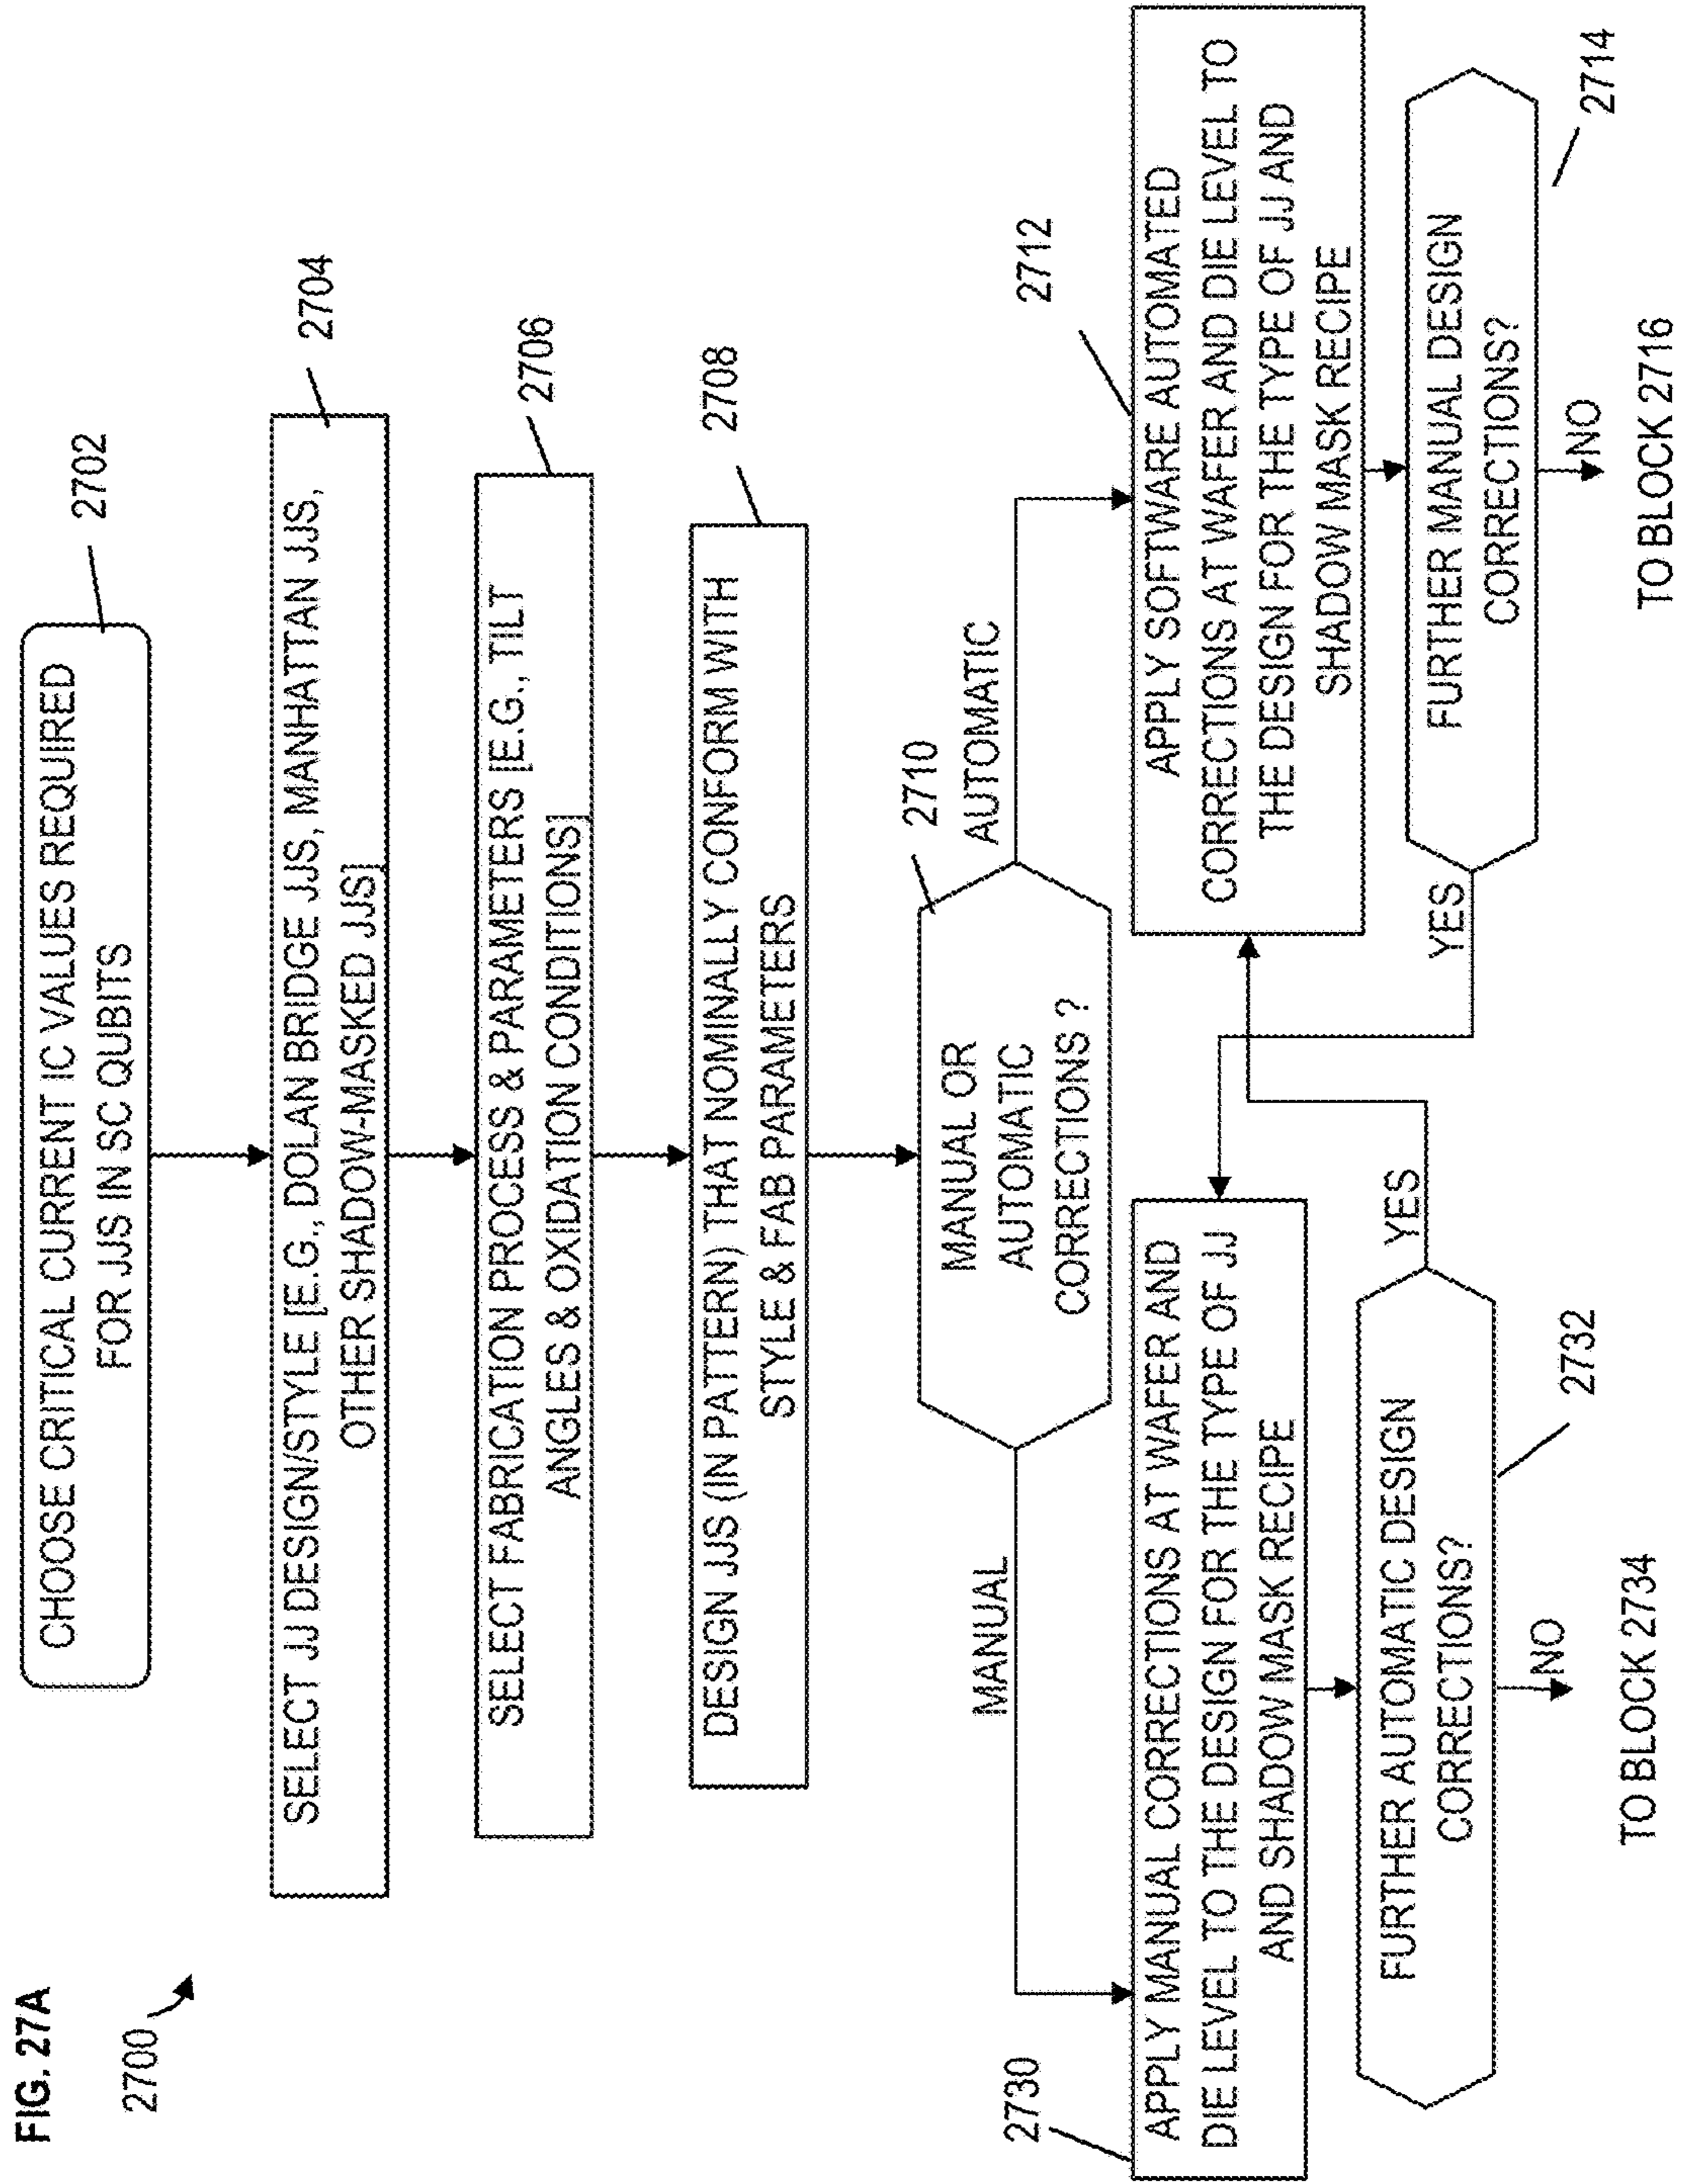 FIG. 27A
2700
CHOOSE CRITICAL CURRENT IC VALUES REQUIRED
FOR JJS IN SC QUBITS
2702
SELECT JJ DESIGN/STYLE [E.G., DOLAN BRIDGE JJS, MANHATTAN JJS,
OTHER SHADOW-MASKED JJS]
2704
SELECT FABRICATION PROCESS & PARAMETERS [E.G., TILT
ANGLES & OXIDATION CONDITIONS]
2706
DESIGN JJS (IN PATTERN) THAT NOMINALLY CONFORM WITH
STYLE & FAB PARAMETERS
2708
MANUAL OR
AUTOMATIC
CORRECTIONS ?
2710
MANUAL
AUTOMATIC
2730
APPLY MANUAL CORRECTIONS AT WAFER AND
DIE LEVEL TO THE DESIGN FOR THE TYPE OF JJ
AND SHADOW MASK RECIPE
FURTHER AUTOMATIC DESIGN
CORRECTIONS?
2732
YES
NO
TO BLOCK 2734
2712
APPLY SOFTWARE AUTOMATED
CORRECTIONS AT WAFER AND DIE LEVEL TO
THE DESIGN FOR THE TYPE OF JJ AND
SHADOW MASK RECIPE
FURTHER MANUAL DESIGN
CORRECTIONS?
2714
YES
NO
TO BLOCK 2716